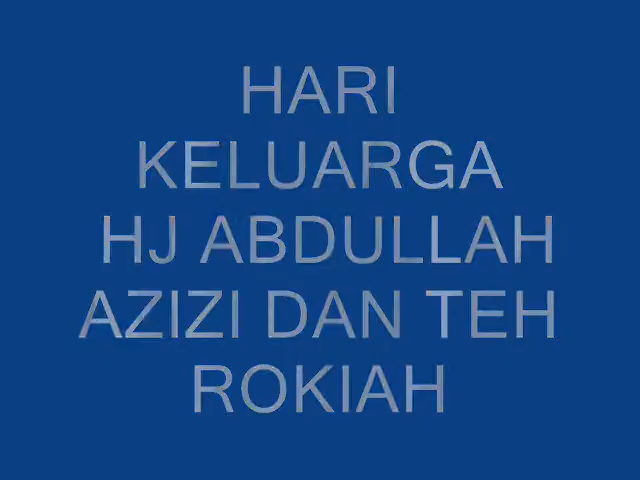 HARI
KELUARGA
HJ ABDULLAH
AZIZI DAN TEH
ROKIAH